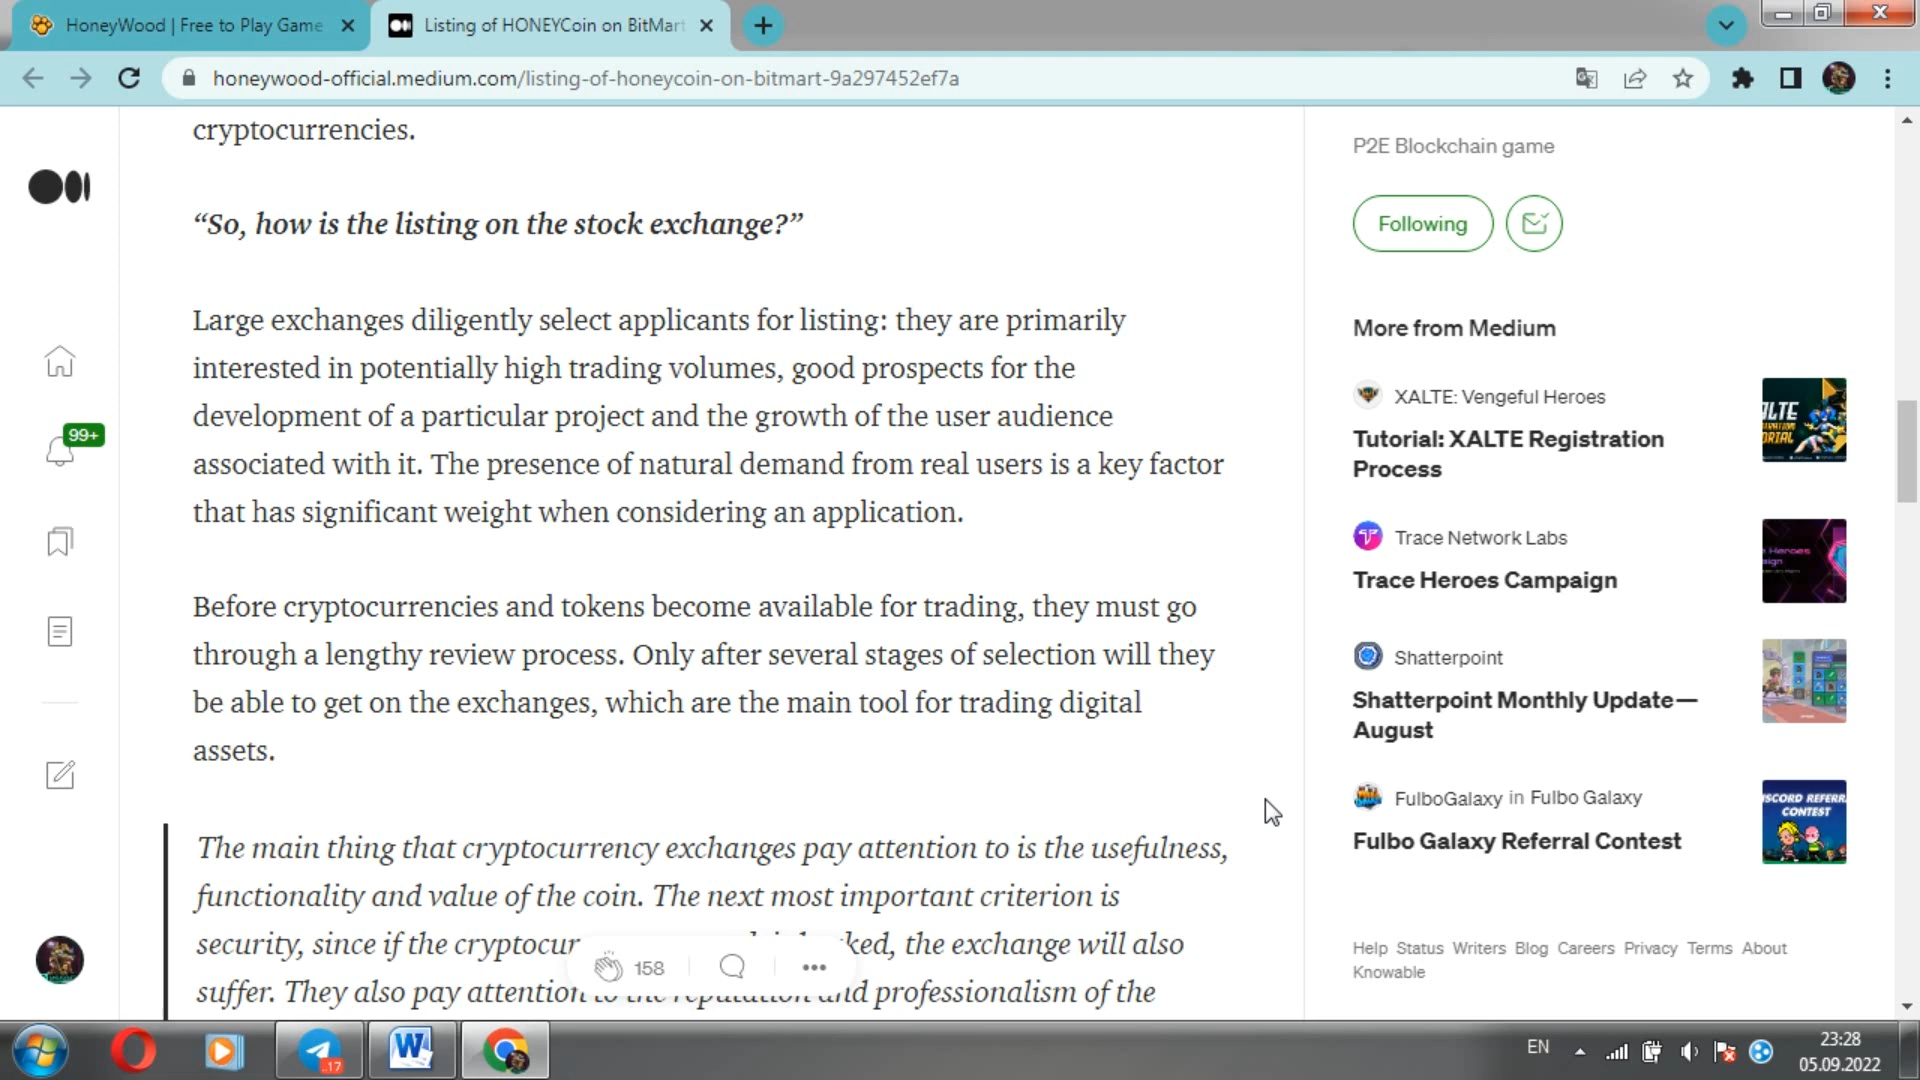 HoneyWood | Free to Play Game
Listing of HONEYCoin on BitMart
honeywood-official.medium.com/listing-of-honeycoin-on-bitmart-9a297452ef7a
cryptocurrencies.
“So, how is the listing on the stock exchange?”
Large exchanges diligently select applicants for listing: they are primarily
interested in potentially high trading volumes, good prospects for the
development of a particular project and the growth of the user audience
associated with it. The presence of natural demand from real users is a key factor
that has significant weight when considering an application.
Before cryptocurrencies and tokens become available for trading, they must go
through a lengthy review process. Only after several stages of selection will they
be able to get on the exchanges, which are the main tool for trading digital
assets.
The main thing that cryptocurrency exchanges pay attention to is the usefulness,
functionality and value of the coin. The next most important criterion is
security, since if the cryptocur ked, the exchange will also
suffer. They also pay attention to the reputation and professionalism of the
158
99+
P2E Blockchain game
Following
More from Medium
XALTE: Vengeful Heroes
Tutorial: XALTE Registration
Process
Trace Network Labs
Trace Heroes Campaign
Shatterpoint
Shatterpoint Monthly Update—
August
FulboGalaxy in Fulbo Galaxy
Fulbo Galaxy Referral Contest
ISCORD REFERR
CONTEST
Help Status Writers Blog Careers Privacy Terms About
Knowable
..17
EN
23:28
05.09.2022